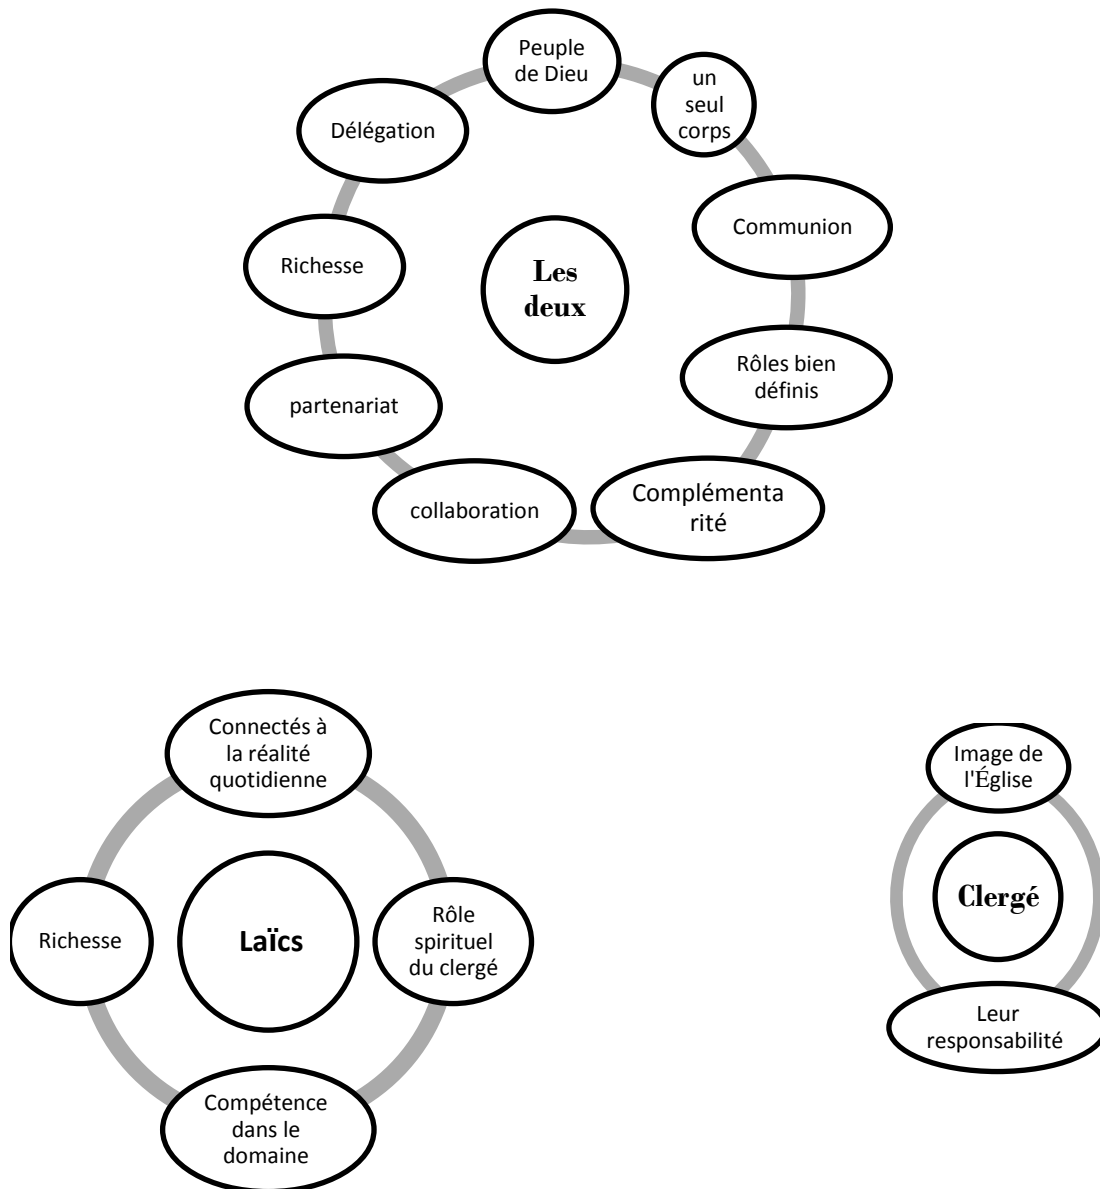 Peuple
de Dieu
un
seul
corps
Délégation
Communion
Richesse
Les
deux
Rôles bien
définis
partenariat
Complémenta
rité
collaboration
Connectés à
la réalité
quotidienne
Richesse
Laïcs
Rôle
spirituel
du clergé
Compétence
dans le
domaine
Image de
l'Église
Clergé
Leur
responsabilité